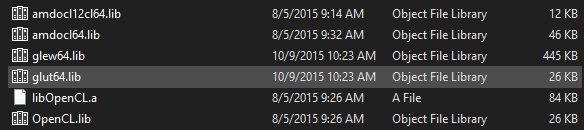 amdocl12cl64.lib 8/5/2015 9:14 AM Object File Library 12 KB
amdocl64.lib 8/5/2015 9:32 AM Object File Library 46 KB
glew64.lib 10/9/2015 10:23 AM Object File Library 445 KB
glut64.lib 10/9/2015 10:23 AM Object File Library 26 KB
libOpenCL.a 8/5/2015 9:26 AM A File 84 KB
OpenCL.lib 8/5/2015 9:26 AM Object File Library 26 KB